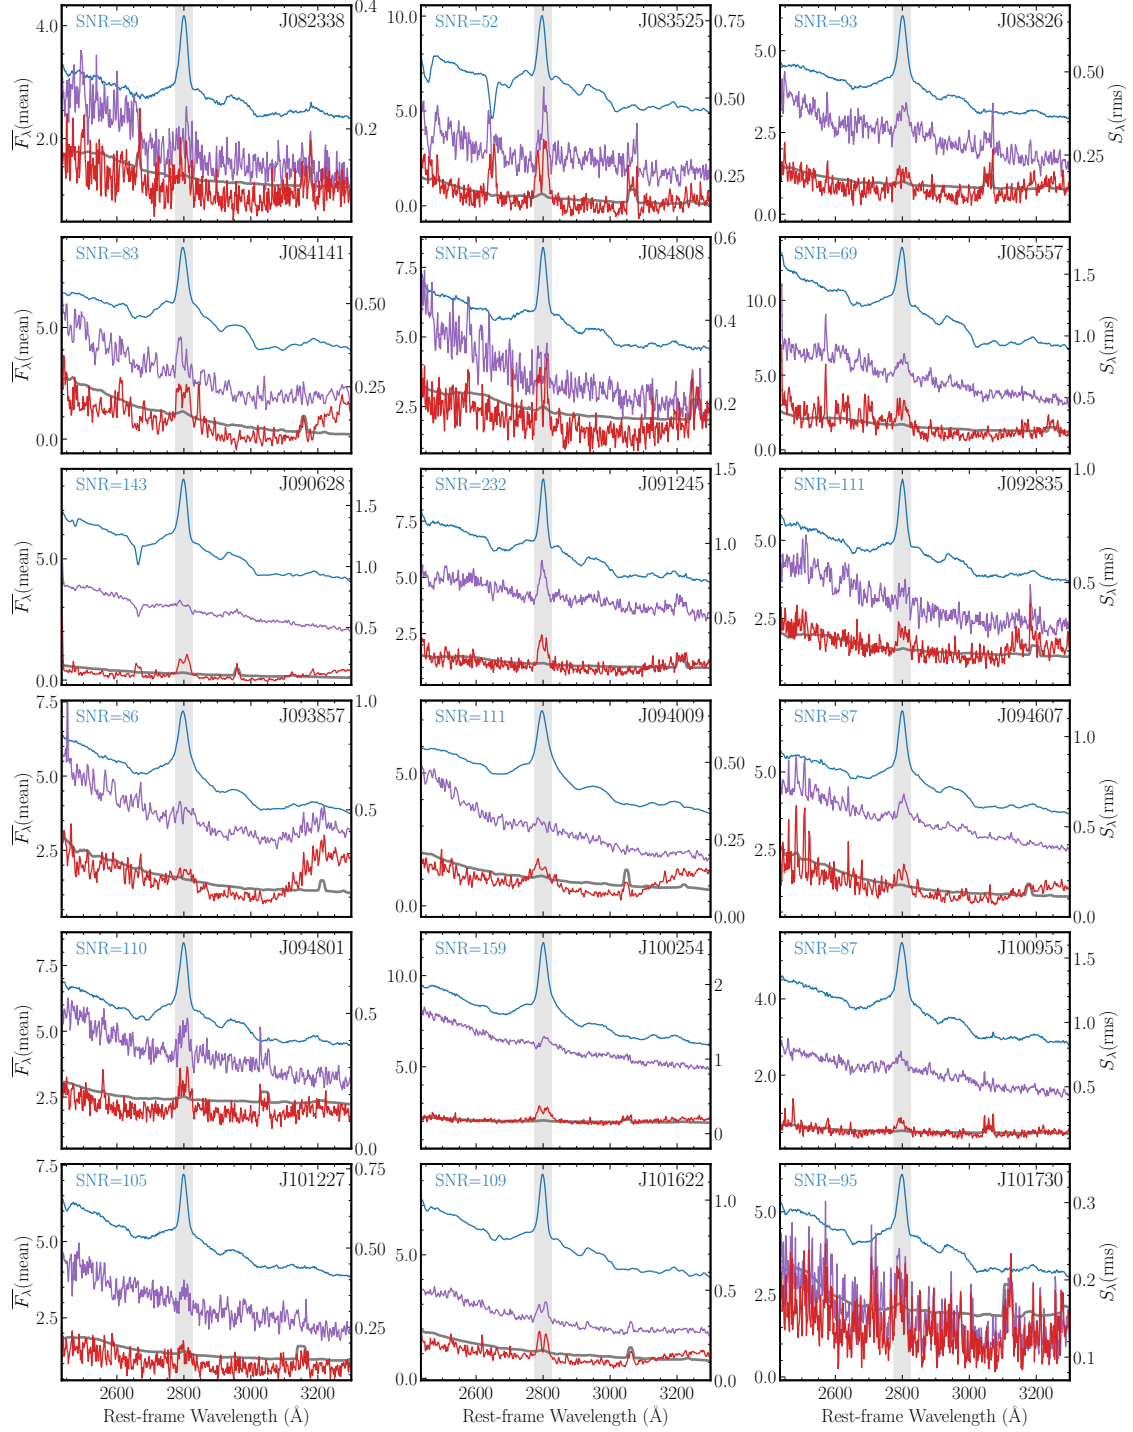 SNR=89 J082338
SNR=52 J083525
SNR=93 J083826
4.0
2.0
0.4
0.2
0.0
10.0
5.0
0.0
0.75
0.50
0.25
0.00
5.0
2.5
0.0
0.50
0.25
F̅λ(mean)
Sλ(rms)
SNR=83 J084141
SNR=87 J084808
SNR=69 J085557
5.0
0.0
0.50
0.25
0.00
7.5
5.0
2.5
0.6
0.4
0.2
0.0
10.0
5.0
0.0
1.5
1.0
0.5
F̅λ(mean)
Sλ(rms)
SNR=143 J090628
SNR=232 J091245
SNR=111 J092835
5.0
0.0
1.5
1.0
0.5
7.5
5.0
2.5
1.5
1.0
0.5
5.0
2.5
1.0
0.5
F̅λ(mean)
Sλ(rms)
SNR=86 J093857
SNR=111 J094009
SNR=87 J094607
7.5
5.0
2.5
1.0
0.5
5.0
0.0
0.50
0.25
0.00
5.0
2.5
1.0
0.5
0.0
F̅λ(mean)
Sλ(rms)
SNR=110 J094801
SNR=159 J100254
SNR=87 J100955
7.5
5.0
2.5
0.5
0.0
10.0
5.0
2
1
0
4.0
2.0
1.5
1.0
0.5
F̅λ(mean)
Sλ(rms)
SNR=105 J101227
SNR=109 J101622
SNR=95 J101730
7.5
5.0
2.5
0.75
0.50
0.25
5.0
0.0
1.0
0.5
0.0
5.0
2.5
0.0
0.3
0.2
0.1
F̅λ(mean)
Sλ(rms)
2600 2800 3000 3200
2600 2800 3000 3200
2600 2800 3000 3200
Rest-frame Wavelength (Å)
Rest-frame Wavelength (Å)
Rest-frame Wavelength (Å)